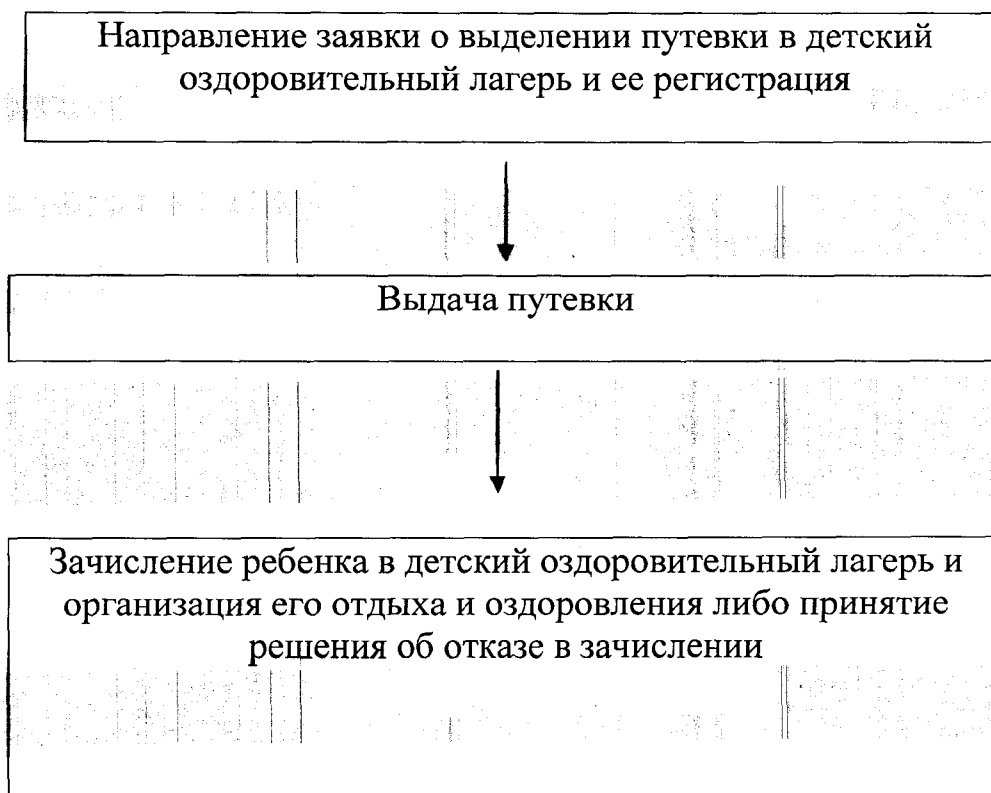 Направление заявки о выделении путевки в детский
оздоровительный лагерь и ее регистрация
Выдача путевки
Зачисление ребенка в детский оздоровительный лагерь и
организация его отдыха и оздоровления либо принятие
решения об отказе в зачислении